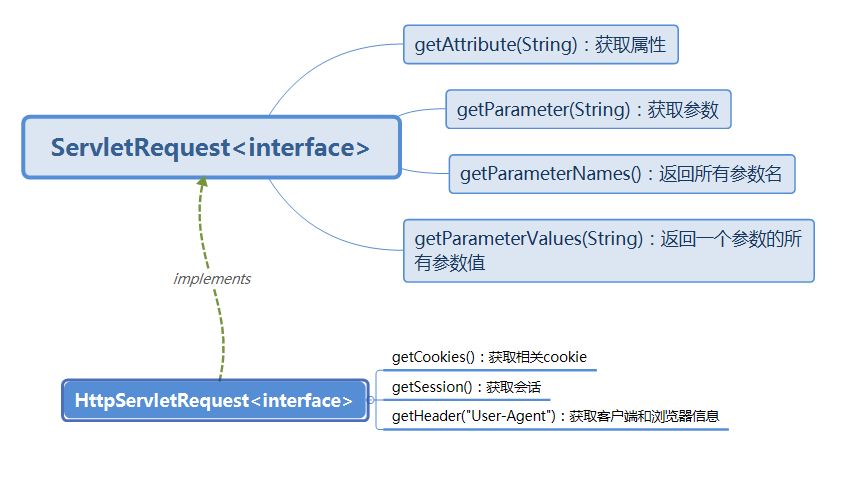 getAttribute(String)：获取属性
getParameter(String)：获取参数
ServletRequest<interface>
getParameterNames()：返回所有参数名
getParameterValues(String)：返回一个参数的所
有参数值
implements
getCookies()：获取相关cookie
getSession()：获取会话
HttpServletRequest<interface>
getHeader("User-Agent")：获取客户端和浏览器信息